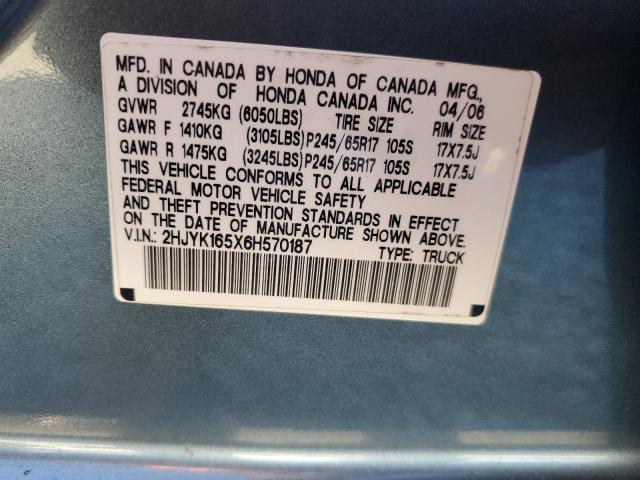 MFD. IN CANADA BY HONDA OF CANADA MFG.,
A DIVISION OF HONDA CANADA INC. 04/06
GVWR 2745KG (6050LBS) TIRE SIZE RIM SIZE
GAWR F 1410KG (3105LBS) P245/65R17 105S 17X7.5J
GAWR R 1475KG (3245LBS) P245/65R17 105S 17X7.5J
THIS VEHICLE CONFORMS TO ALL APPLICABLE
FEDERAL MOTOR VEHICLE SAFETY
AND THEFT PREVENTION STANDARDS IN EFFECT
ON THE DATE OF MANUFACTURE SHOWN ABOVE.
V.I.N.: 2HJYK165X6H570187 TYPE: TRUCK